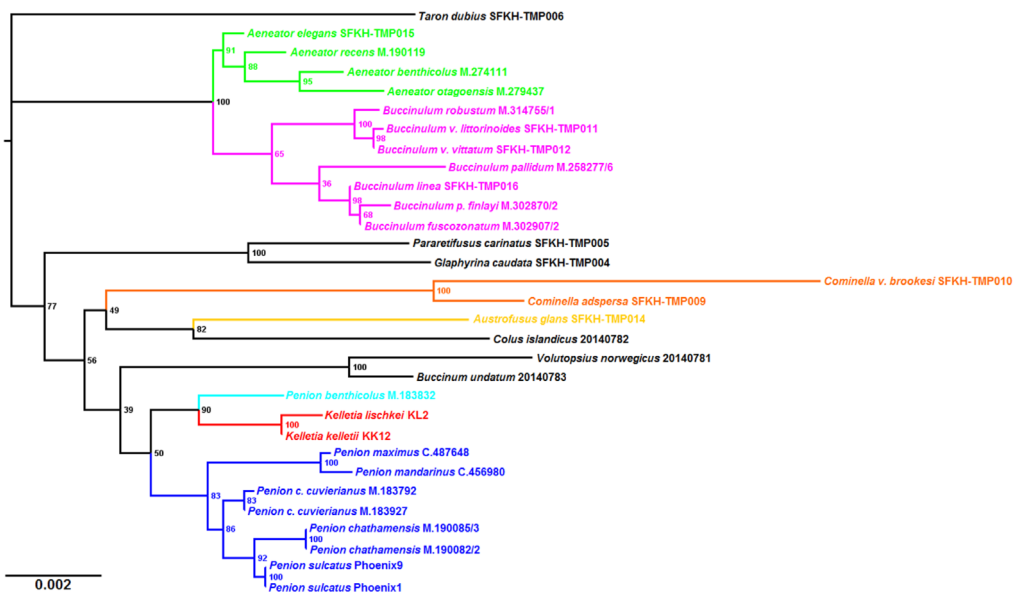 Taron dubius SFKH-TMP006
Aeneator elegans SFKH-TMP015
91
Aeneator recens M.190119
88
Aeneator benthicolus M.274111
95
Aeneator otagoensis M.279437
100
Buccinulum robustum M.314755/1
100
Buccinulum v. littorinoides SFKH-TMP011
98
Buccinulum v. vittatum SFKH-TMP012
65
Buccinulum pallidum M.258277/6
36
Buccinulum linea SFKH-TMP016
98
Buccinulum p. finlayi M.302870/2
68
Buccinulum fuscozonatum M.302907/2
Pararetifusus carinatus SFKH-TMP005
100
Glaphyrina caudata SFKH-TMP004
77
Cominella v. brookesi SFKH-TMP010
100
Cominella adspersa SFKH-TMP009
49
Austrofusus glans SFKH-TMP014
82
Colus islandicus 20140782
56
Volutopsius norwegicus 20140781
100
Buccinum undatum 20140783
39
Penion benthicolus M.183832
90
Kelletia lischkei KL2
100
Kelletia kelletii KK12
50
Penion maximus C.487648
100
Penion mandarinus C.456980
83
Penion c. cuvierianus M.183792
83
Penion c. cuvierianus M.183927
86
Penion chathamensis M.190085/3
100
Penion chathamensis M.190082/2
92
Penion sulcatus Phoenix9
100
Penion sulcatus Phoenix1
0.002